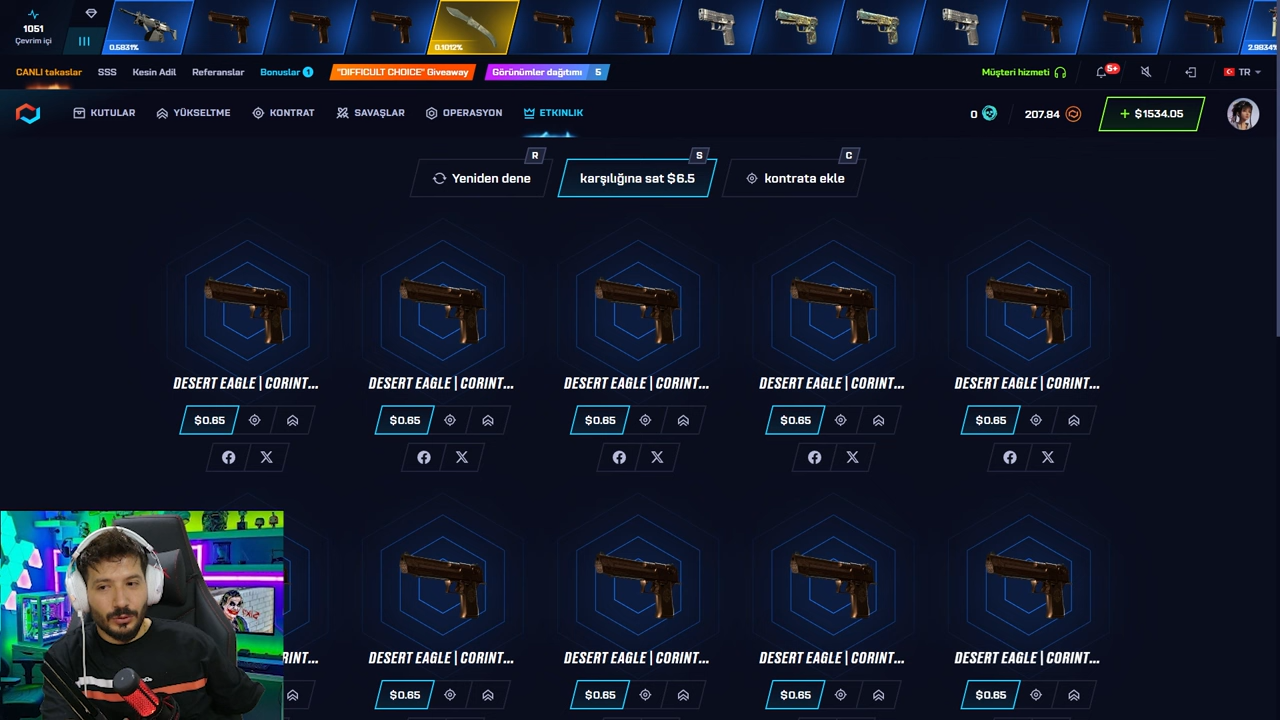 1051
Çevrim içi
0.5831%
0.1012%
2.9834%
CANLI takaslar
SSS
Kesin Adil
Referanslar
Bonuslar 1
"DIFFICULT CHOICE" Giveaway
Görünümler dağıtımı 5
Müşteri hizmeti
5+
TR
KUTULAR
YÜKSELTME
KONTRAT
SAVAŞLAR
OPERASYON
ETKINLIK
0
207.84
+ $1534.05
R
S
C
Yeniden dene
karşılığına sat $6.5
kontrata ekle
DESERT EAGLE | CORINT...
DESERT EAGLE | CORINT...
DESERT EAGLE | CORINT...
DESERT EAGLE | CORINT...
DESERT EAGLE | CORINT...
$0.65
$0.65
$0.65
$0.65
$0.65
RINT...
DESERT EAGLE | CORINT...
DESERT EAGLE | CORINT...
DESERT EAGLE | CORINT...
DESERT EAGLE | CORINT...
$0.65
$0.65
$0.65
$0.65